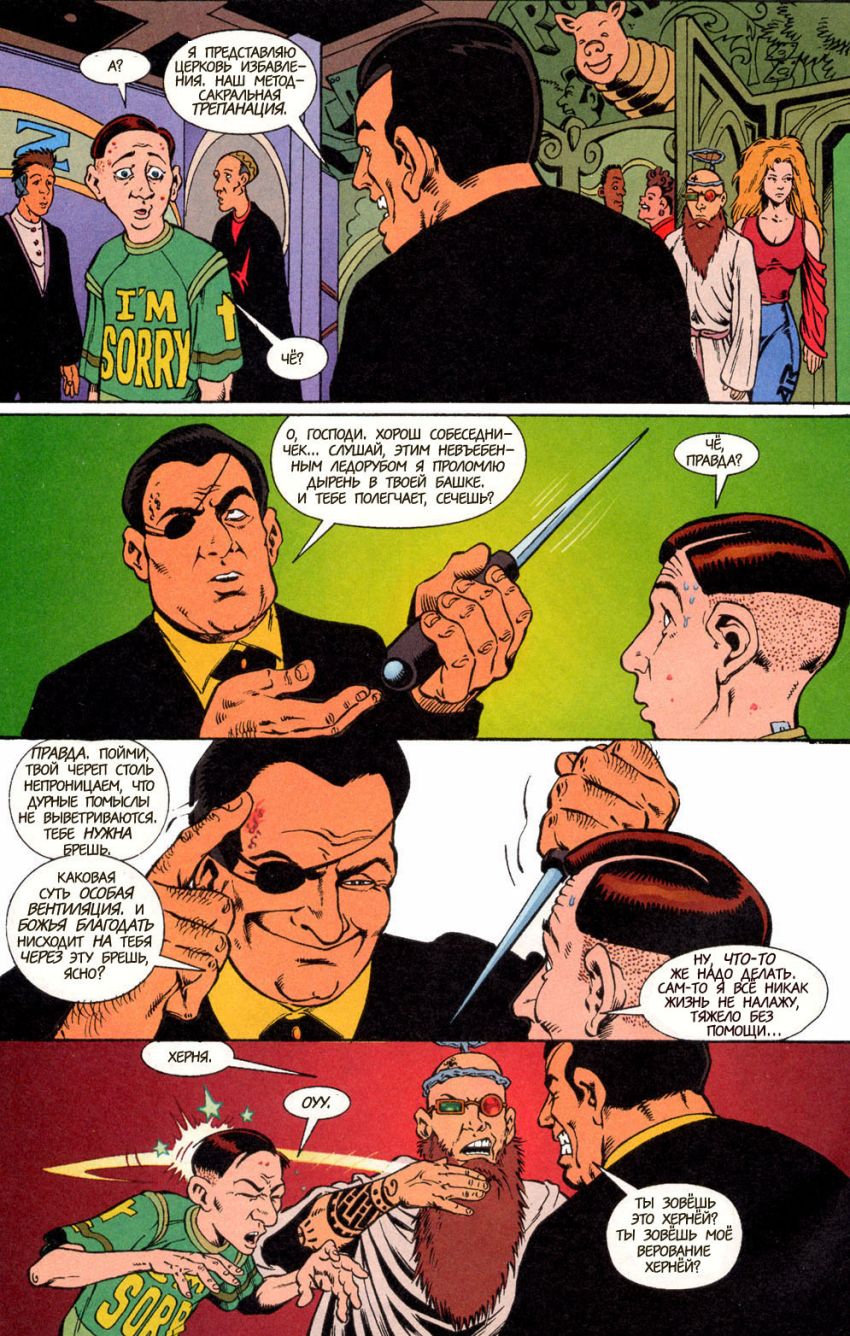 А?
Я ПРЕДСТАВЛЯЮ
ЦЕРКОВЬ ИЗБАВЛЕ-
НИЯ. НАШ МЕТОД-
САКРАЛЬНАЯ
ТРЕПАНАЦИЯ.
I'M
SORRY
ЧЁ?
О, ГОСПОДИ. ХОРОШ СОБЕСЕДНИ-
ЧЕК... СЛУШАЙ, ЭТИМ НЕВЪЕБЕН-
НЫМ ЛЕДОРУБОМ Я ПРОЛОМЛЮ
ДЫРЕНЬ В ТВОЕЙ БАШКЕ.
И ТЕБЕ ПОЛЕГЧАЕТ, СЕЧЕШЬ?
ЧЁ,
ПРАВДА?
ПРАВДА. ПОЙМИ,
ТВОЙ ЧЕРЕП СТОЛЬ
НЕПРОНИЦАЕМ, ЧТО
ДУРНЫЕ ПОМЫСЛЫ
НЕ ВЫВЕТРИВАЮТСЯ.
ТЕБЕ НУЖНА
БРЕШЬ.
КАКОВАЯ
СУТЬ ОСОБАЯ
ВЕНТИЛЯЦИЯ. И
БОЖЬЯ БЛАГОДАТЬ
НИСХОДИТ НА ТЕБЯ
ЧЕРЕЗ ЭТУ БРЕШЬ,
ЯСНО?
НУ, ЧТО-ТО
ЖЕ НАДО ДЕЛАТЬ.
САМ-ТО Я ВСЁ НИКАК
ЖИЗНЬ НЕ НАЛАЖУ,
ТЯЖЕЛО БЕЗ
ПОМОЩИ...
ХЕРНЯ.
ОУУ.
I'M
SORRY
ТЫ ЗОВЁШЬ
ЭТО ХЕРНЁЙ?
ТЫ ЗОВЁШЬ МОЁ
ВЕРОВАНИЕ
ХЕРНЁЙ?